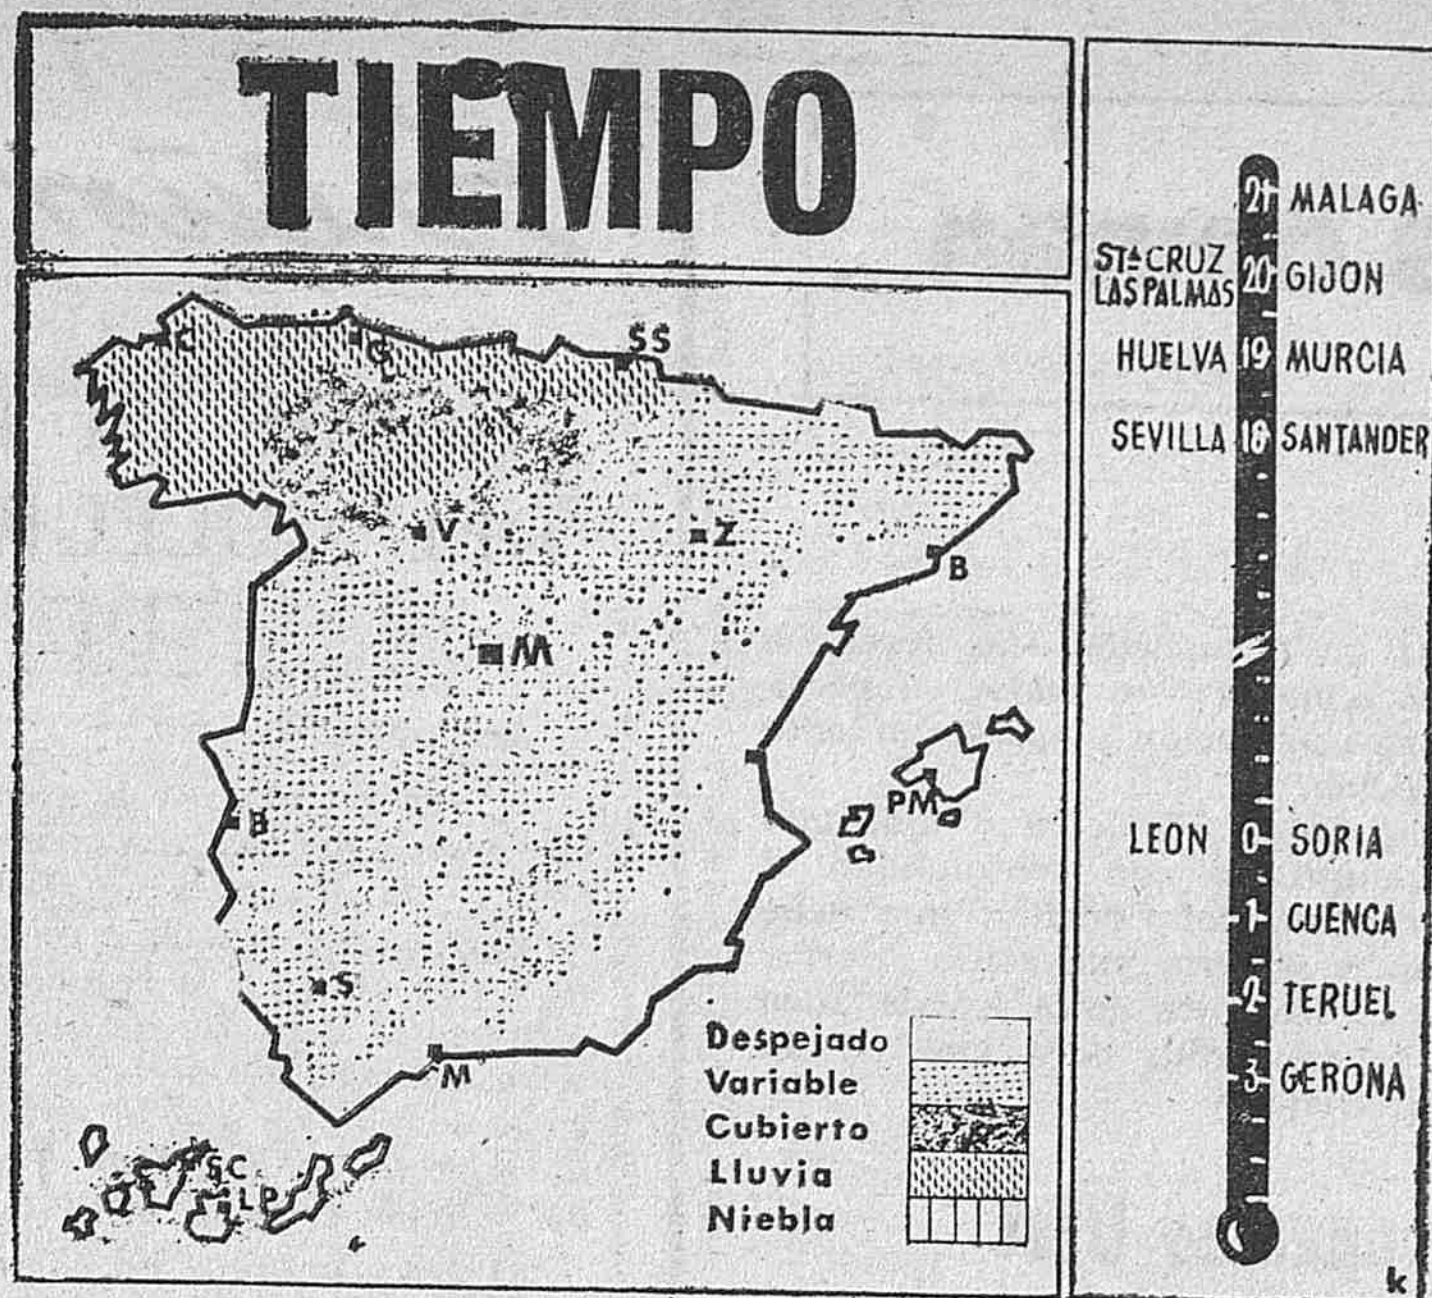 TIEMPO
C
G
SS
V
Z
B
M
PM
B
S
M
SC
LP
Despejado
Variable
Cubierto
Lluvia
Niebla
21 MALAGA
STA CRUZ
LAS PALMAS 20 GIJON
HUELVA 19 MURCIA
SEVILLA 18 SANTANDER
LEON 0 SORIA
-1 CUENCA
-2 TERUEL
-3 GERONA
k